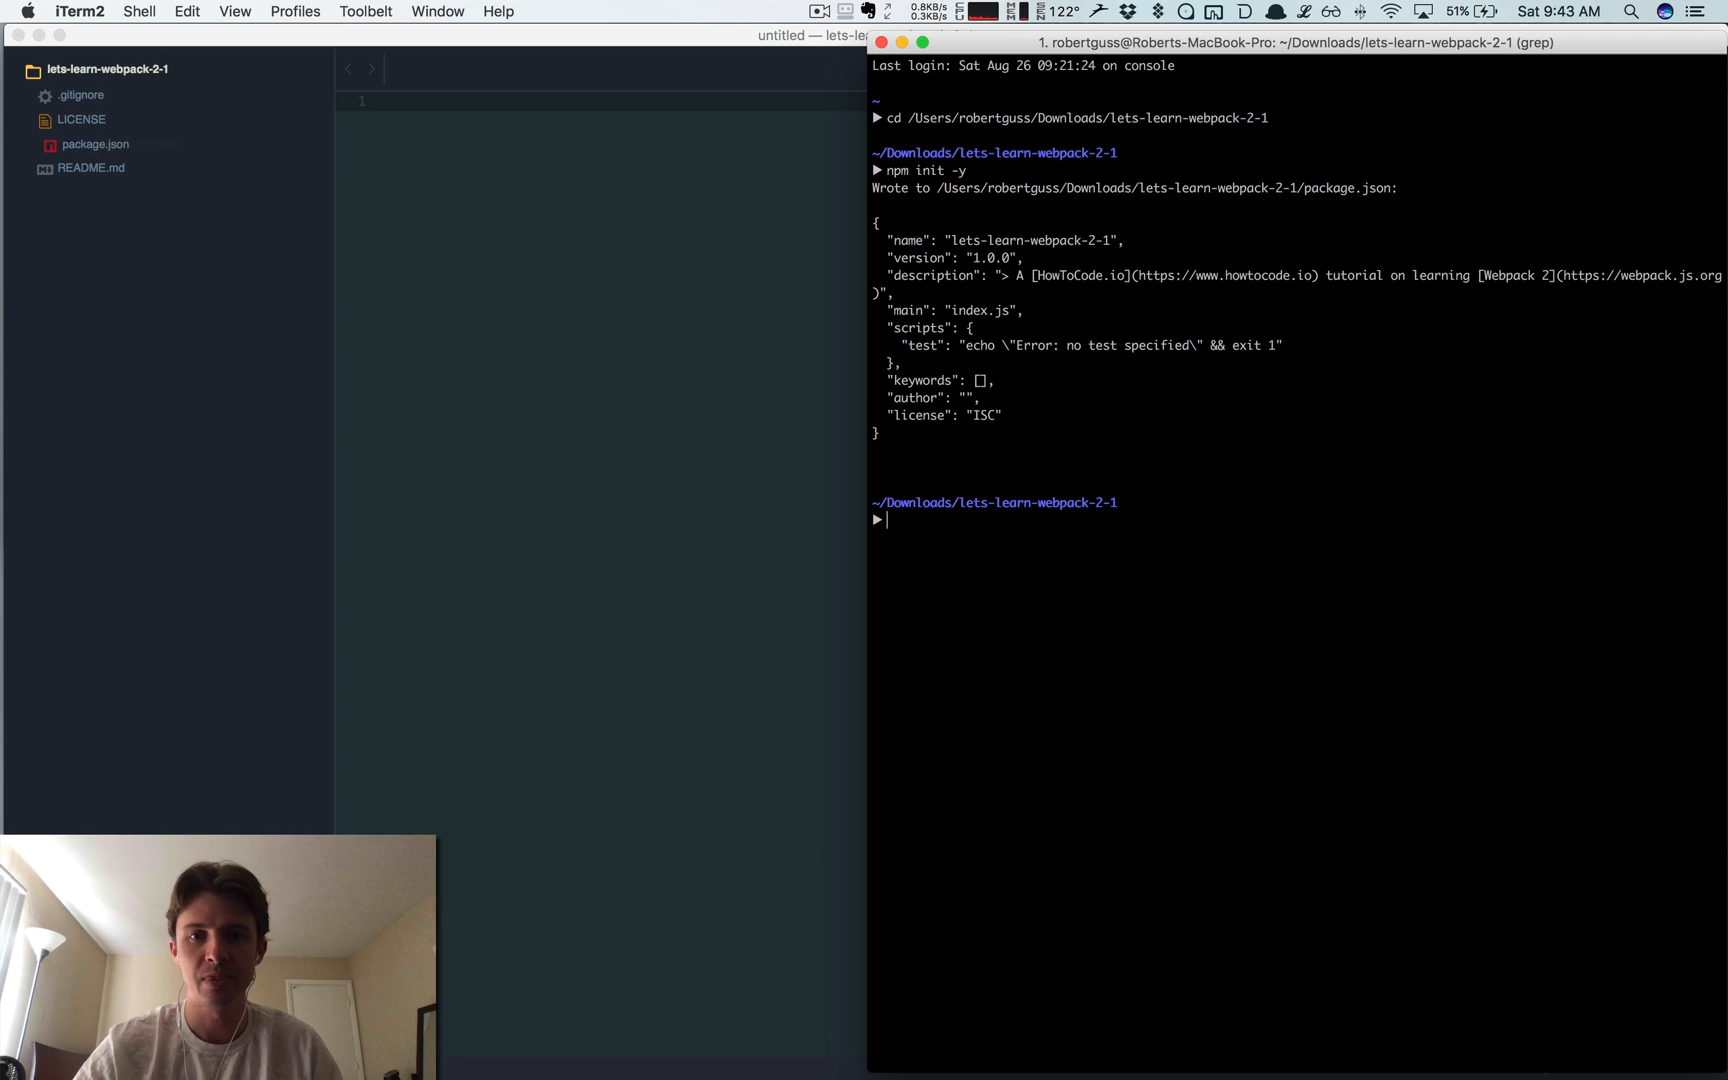 iTerm2 Shell Edit View Profiles Toolbelt Window Help
0.8KB/s
0.3KB/s
CPU
MEM
SEN
122°
51%
Sat 9:43 AM
untitled — lets-lea
lets-learn-webpack-2-1
.gitignore
LICENSE
package.json
README.md
1
1. robertguss@Roberts-MacBook-Pro: ~/Downloads/lets-learn-webpack-2-1 (grep)
Last login: Sat Aug 26 09:21:24 on console
~
▶ cd /Users/robertguss/Downloads/lets-learn-webpack-2-1
~/Downloads/lets-learn-webpack-2-1
▶ npm init -y
Wrote to /Users/robertguss/Downloads/lets-learn-webpack-2-1/package.json:
{
"name": "lets-learn-webpack-2-1",
"version": "1.0.0",
"description": "> A [HowToCode.io](https://www.howtocode.io) tutorial on learning [Webpack 2](https://webpack.js.org
)",
"main": "index.js",
"scripts": {
"test": "echo \"Error: no test specified\" && exit 1"
},
"keywords": [],
"author": "",
"license": "ISC"
}
~/Downloads/lets-learn-webpack-2-1
▶